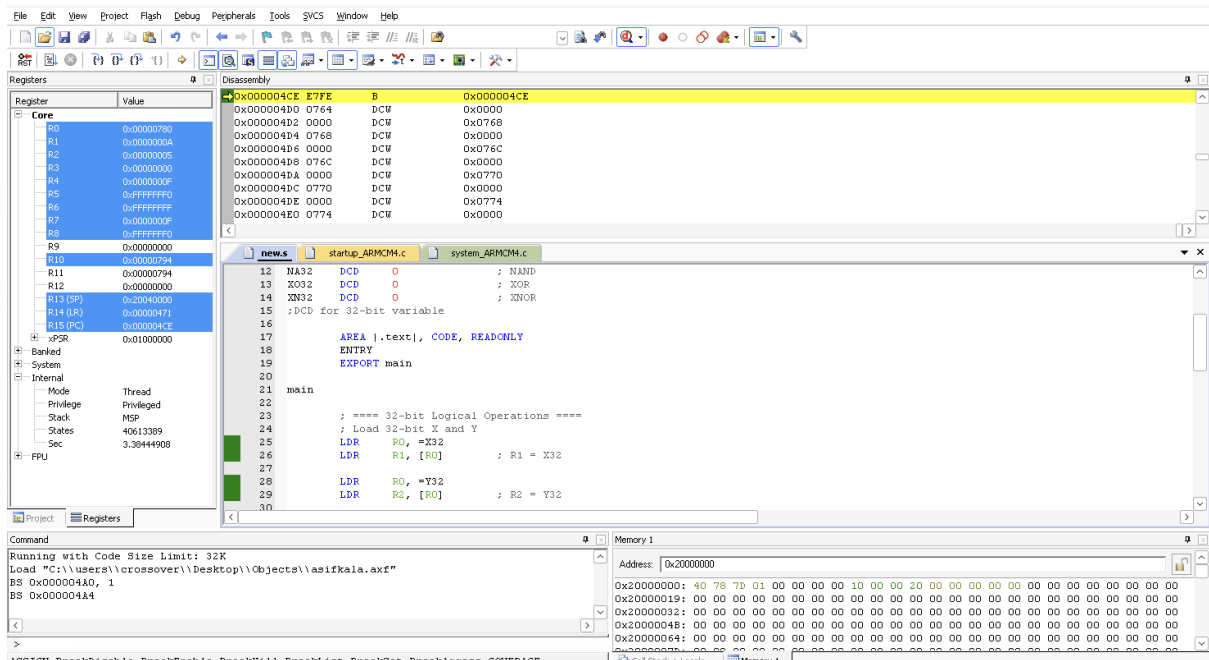 File Edit View Project Flash Debug Peripherals Tools SVCS Window Help
Registers
Register Value
Core
R0 0x00000780
R1 0x0000000A
R2 0x00000005
R3 0x00000000
R4 0x0000000F
R5 0xFFFFFFF0
R6 0xFFFFFFFF
R7 0x0000000F
R8 0xFFFFFFF0
R9 0x00000000
R10 0x00000794
R11 0x00000794
R12 0x00000000
R13 (SP) 0x20040000
R14 (LR) 0x00000471
R15 (PC) 0x000004CE
xPSR 0x01000000
Banked
System
Internal
Mode Thread
Privilege Privileged
Stack MSP
States 40613389
Sec 3.38444908
FPU
Project Registers
Disassembly
0x000004CE E7FE B 0x000004CE
0x000004D0 0764 DCW 0x0000
0x000004D2 0000 DCW 0x0768
0x000004D4 0768 DCW 0x0000
0x000004D6 0000 DCW 0x076C
0x000004D8 076C DCW 0x0000
0x000004DA 0000 DCW 0x0770
0x000004DC 0770 DCW 0x0000
0x000004DE 0000 DCW 0x0774
0x000004E0 0774 DCW 0x0000
new.s startup_ARMCM4.c system_ARMCM4.c
12 NA32 DCD 0 ; NAND
13 XO32 DCD 0 ; XOR
14 XN32 DCD 0 ; XNOR
15 ;DCD for 32-bit variable
16
17 AREA |.text|, CODE, READONLY
18 ENTRY
19 EXPORT main
20
21 main
22
23 ; ==== 32-bit Logical Operations ====
24 ; Load 32-bit X and Y
25 LDR R0, =X32
26 LDR R1, [R0] ; R1 = X32
27
28 LDR R0, =Y32
29 LDR R2, [R0] ; R2 = Y32
30
Command
Running with Code Size Limit: 32K
Load "C:\\users\\crossover\\Desktop\\Objects\\asifkala.axf"
BS 0x000004A0, 1
BS 0x000004A4
>
ASSIGN BreakDisable BreakEnable BreakKill BreakList BreakSet BreakAccess COVERAGE
Memory 1
Address: 0x20000000
0x20000000: 40 78 7D 01 00 00 00 00 10 00 00 20 00 00 00 00 00 00 00 00 00 00 00 00 00
0x20000019: 00 00 00 00 00 00 00 00 00 00 00 00 00 00 00 00 00 00 00 00 00 00 00 00 00
0x20000032: 00 00 00 00 00 00 00 00 00 00 00 00 00 00 00 00 00 00 00 00 00 00 00 00 00
0x2000004B: 00 00 00 00 00 00 00 00 00 00 00 00 00 00 00 00 00 00 00 00 00 00 00 00 00
0x20000064: 00 00 00 00 00 00 00 00 00 00 00 00 00 00 00 00 00 00 00 00 00 00 00 00 00
Call Stack + Locals Memory 1